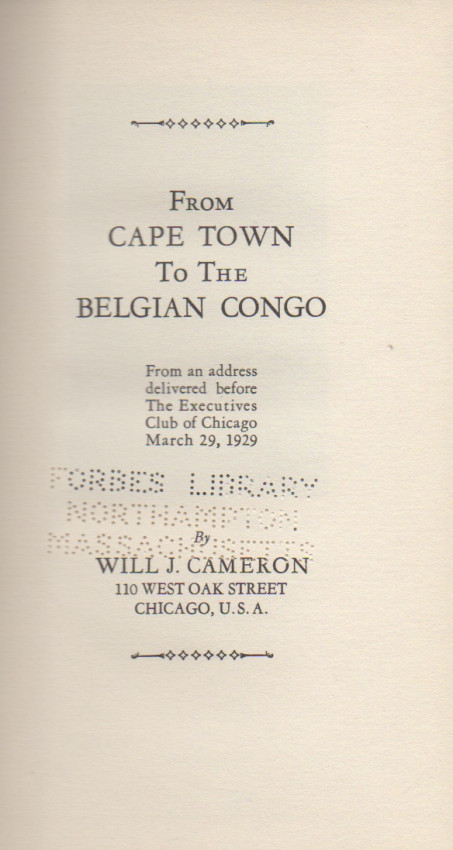 From
CAPE TOWN
To The
BELGIAN CONGO
From an address
delivered before
The Executives
Club of Chicago
March 29, 1929
FORBES LIBRARY
NORTHAMPTON,
MASSACHUSETTS
By
WILL J. CAMERON
110 WEST OAK STREET
CHICAGO, U.S.A.